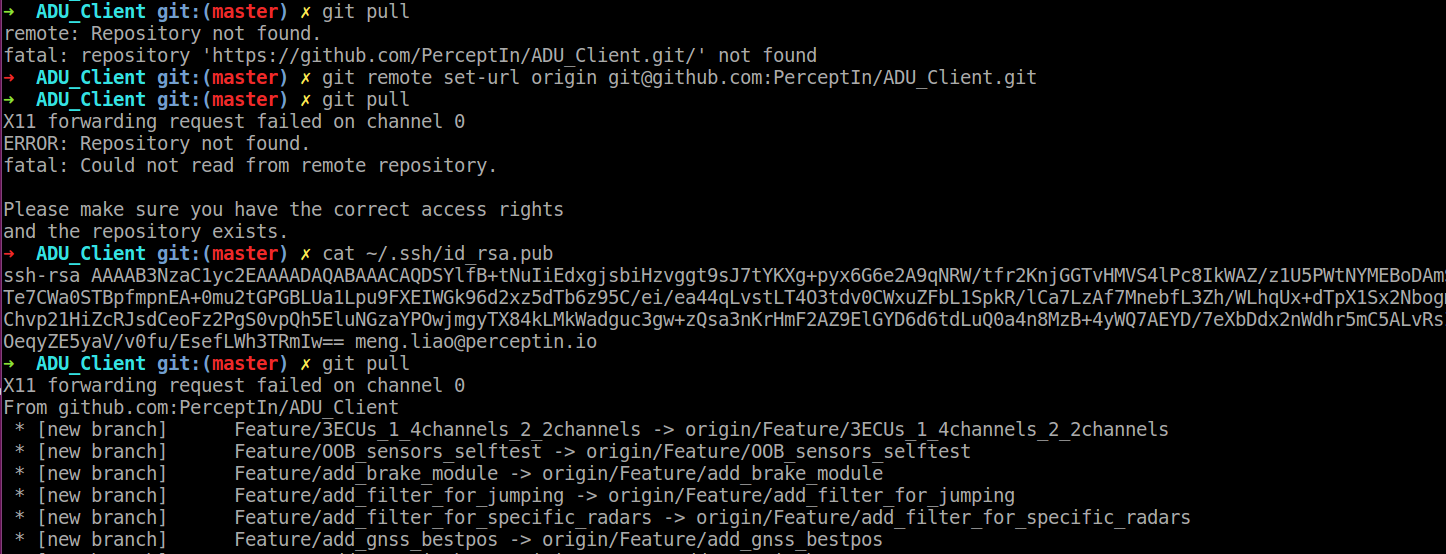 → ADU_Client git:(master) ✗ git pull
remote: Repository not found.
fatal: repository 'https://github.com/PerceptIn/ADU_Client.git/' not found
→ ADU_Client git:(master) ✗ git remote set-url origin git@github.com:PerceptIn/ADU_Client.git
→ ADU_Client git:(master) ✗ git pull
X11 forwarding request failed on channel 0
ERROR: Repository not found.
fatal: Could not read from remote repository.
Please make sure you have the correct access rights
and the repository exists.
→ ADU_Client git:(master) ✗ cat ~/.ssh/id_rsa.pub
ssh-rsa AAAAB3NzaC1yc2EAAAADAQABAAACAQDSYlfB+tNuIiEdxgjsbiHzvggt9sJ7tYKXg+pyx6G6e2A9qNRW/tfr2KnjGGTvHMVS4lPc8IkWAZ/z1U5PWtNYMEBoDAm
Te7CWa0STBpfmpnEA+0mu2tGPGBLUa1Lpu9FXEIWGk96d2xz5dTb6z95C/ei/ea44qLvstLT4O3tdv0CWxuZFbL1SpkR/lCa7LzAf7MnebfL3Zh/WLhqUx+dTpX1Sx2Nbogm
Chvp21HiZcRJsdCeoFz2PgS0vpQh5EluNGzaYPOwjmgyTX84kLMkWadguc3gw+zQsa3nKrHmF2AZ9ElGYD6d6tdLuQ0a4n8MzB+4yWQ7AEYD/7eXbDdx2nWdhr5mC5ALvRs
OeqyZE5yaV/v0fu/EsefLWh3TRmIw== meng.liao@perceptin.io
→ ADU_Client git:(master) ✗ git pull
X11 forwarding request failed on channel 0
From github.com:PerceptIn/ADU_Client
* [new branch] Feature/3ECUs_1_4channels_2_2channels -> origin/Feature/3ECUs_1_4channels_2_2channels
* [new branch] Feature/OOB_sensors_selftest -> origin/Feature/OOB_sensors_selftest
* [new branch] Feature/add_brake_module -> origin/Feature/add_brake_module
* [new branch] Feature/add_filter_for_jumping -> origin/Feature/add_filter_for_jumping
* [new branch] Feature/add_filter_for_specific_radars -> origin/Feature/add_filter_for_specific_radars
* [new branch] Feature/add_gnss_bestpos -> origin/Feature/add_gnss_bestpos